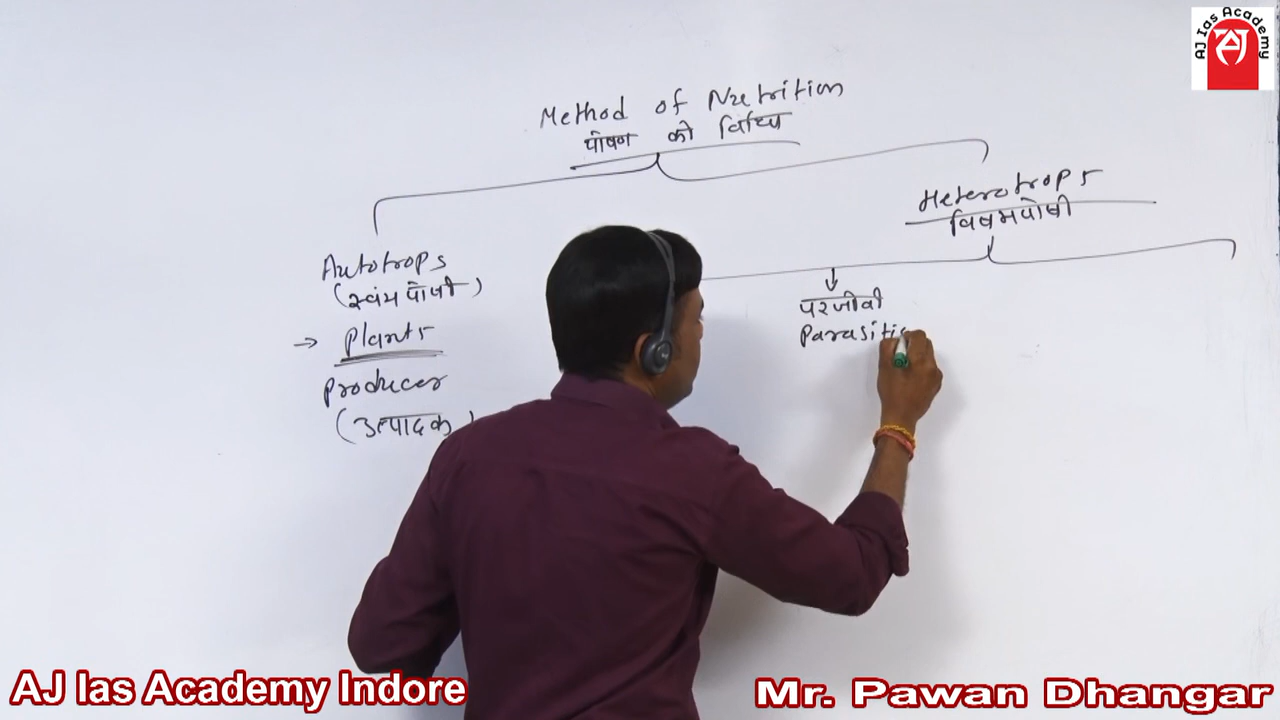 AJ Ias Academy
AJ
Method of Nutrition
पोषण की विधि
Heterotrops
विषमपोषी
Autotrops
(स्वंम पोषी)
→ Plants
Producer
(उत्पादक)
परजीवी
Parasitic
AJ Ias Academy Indore
Mr. Pawan Dhangar